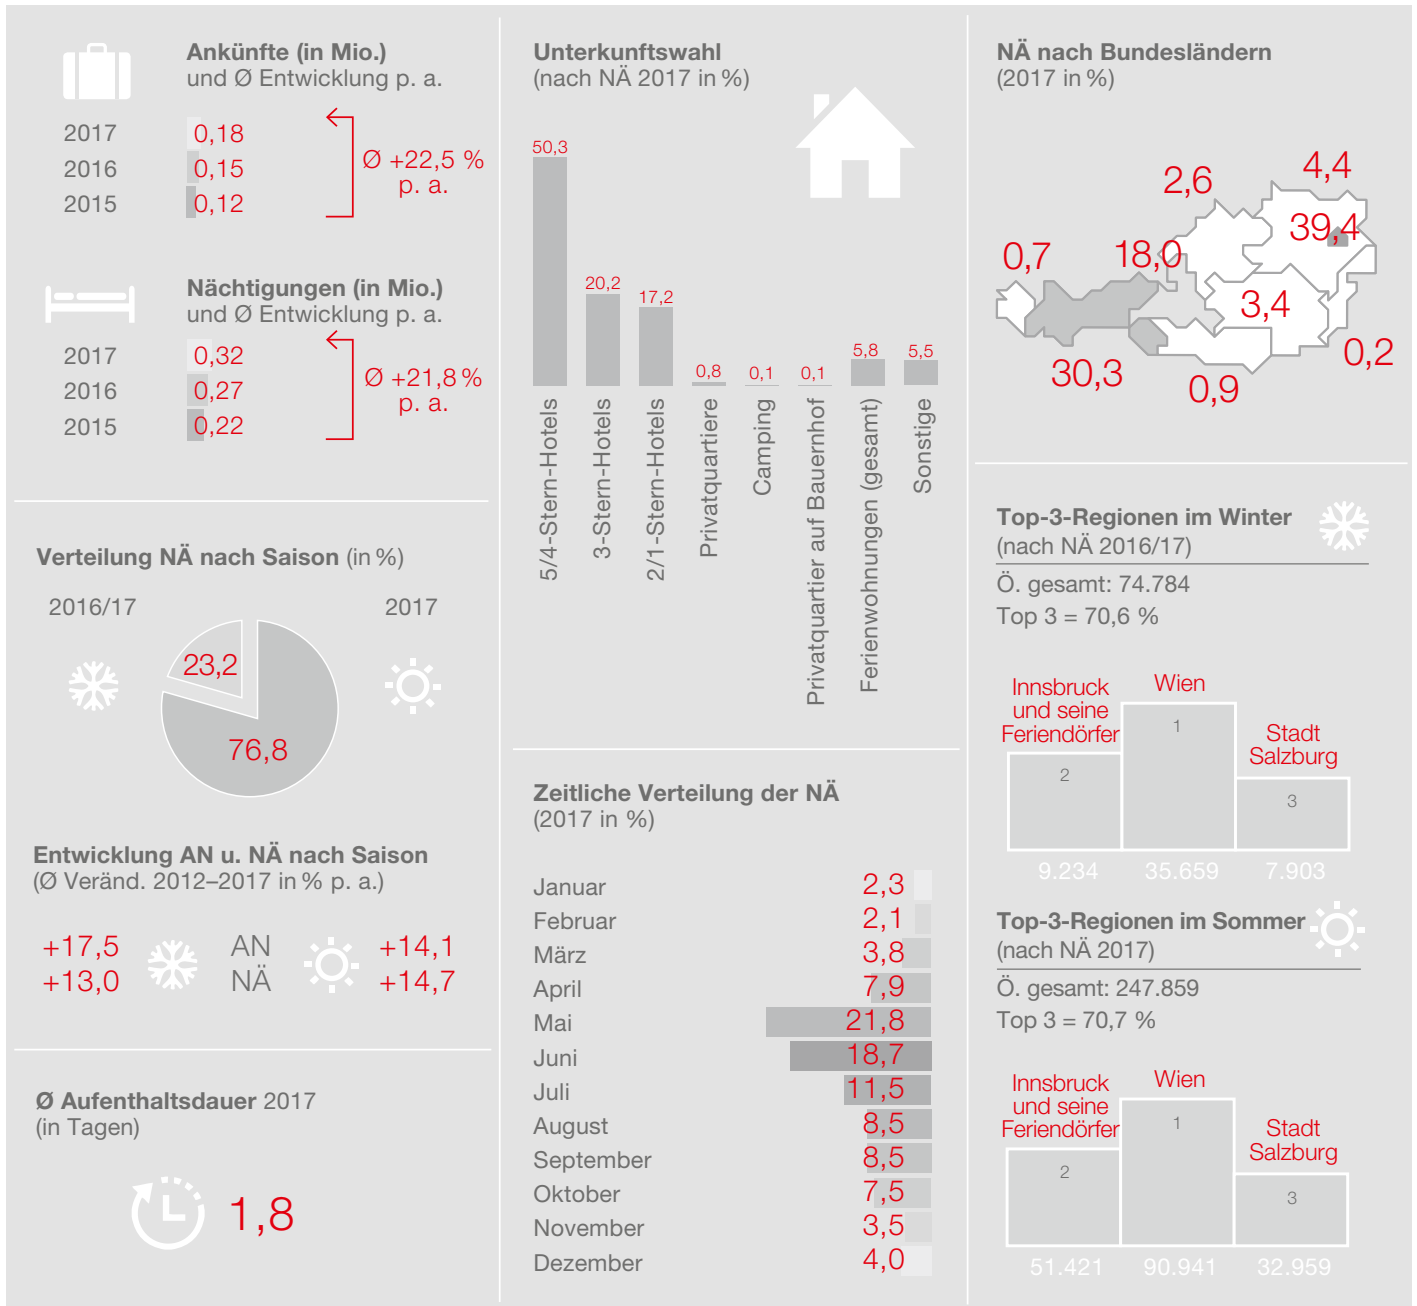 Ankünfte (in Mio.)
und Ø Entwicklung p. a.
2017 0,18
2016 0,15
2015 0,12
Ø +22,5 %
p. a.
Nächtigungen (in Mio.)
und Ø Entwicklung p. a.
2017 0,32
2016 0,27
2015 0,22
Ø +21,8 %
p. a.
Verteilung NÄ nach Saison (in %)
2016/17 2017
23,2
76,8
Entwicklung AN u. NÄ nach Saison
(Ø Veränd. 2012–2017 in % p. a.)
+17,5 AN +14,1
+13,0 NÄ +14,7
Ø Aufenthaltsdauer 2017
(in Tagen)
1,8
Unterkunftswahl
(nach NÄ 2017 in %)
50,3
20,2
17,2
0,8
0,1
0,1
5,8
5,5
5/4-Stern-Hotels
3-Stern-Hotels
2/1-Stern-Hotels
Privatquartiere
Camping
Privatquartier auf Bauernhof
Ferienwohnungen (gesamt)
Sonstige
Zeitliche Verteilung der NÄ
(2017 in %)
Januar 2,3
Februar 2,1
März 3,8
April 7,9
Mai 21,8
Juni 18,7
Juli 11,5
August 8,5
September 8,5
Oktober 7,5
November 3,5
Dezember 4,0
NÄ nach Bundesländern
(2017 in %)
4,4
2,6
39,4
0,7
18,0
3,4
0,2
30,3
0,9
Top-3-Regionen im Winter
(nach NÄ 2016/17)
Ö. gesamt: 74.784
Top 3 = 70,6 %
Innsbruck
und seine
Feriendörfer
Wien
Stadt
Salzburg
2
1
3
9.234 35.659 7.903
Top-3-Regionen im Sommer
(nach NÄ 2017)
Ö. gesamt: 247.859
Top 3 = 70,7 %
Innsbruck
und seine
Feriendörfer
Wien
Stadt
Salzburg
2
1
3
51.421 90.941 32.959